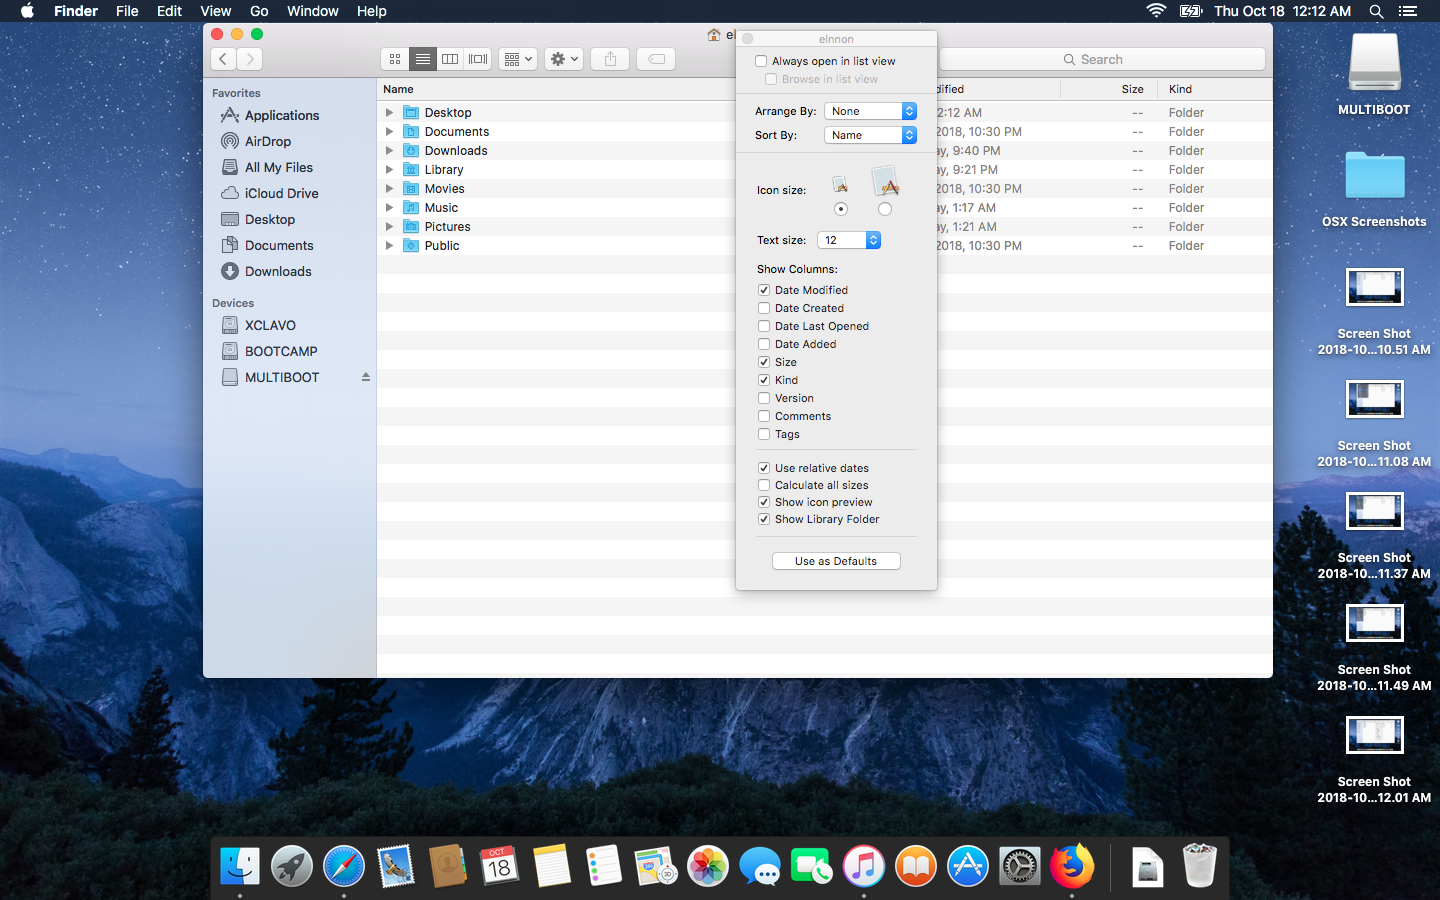 Finder File Edit View Go Window Help Thu Oct 18 12:12 AM
elnnon
Search
Favorites
Applications
AirDrop
All My Files
iCloud Drive
Desktop
Documents
Downloads
Devices
XCLAVO
BOOTCAMP
MULTIBOOT
Name
Desktop
Documents
Downloads
Library
Movies
Music
Pictures
Public
Always open in list view
Browse in list view
Arrange By: None
Sort By: Name
Icon size:
Text size: 12
Show Columns:
Date Modified
Date Created
Date Last Opened
Date Added
Size
Kind
Version
Comments
Tags
Use relative dates
Calculate all sizes
Show icon preview
Show Library Folder
Use as Defaults
dified Size Kind
2:12 AM -- Folder
2018, 10:30 PM -- Folder
ay, 9:40 PM -- Folder
ay, 9:21 PM -- Folder
2018, 10:30 PM -- Folder
ay, 1:17 AM -- Folder
ay, 1:21 AM -- Folder
2018, 10:30 PM -- Folder
MULTIBOOT
OSX Screenshots
Screen Shot
2018-10...10.51 AM
Screen Shot
2018-10...11.08 AM
Screen Shot
2018-10...11.37 AM
Screen Shot
2018-10...11.49 AM
Screen Shot
2018-10...12.01 AM
OCT
18